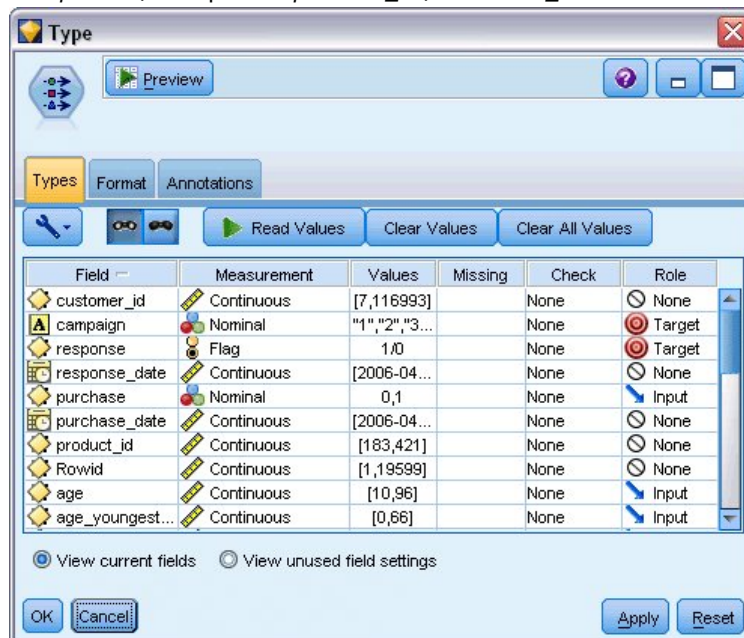 Type
Preview
Types Format Annotations
Read Values Clear Values Clear All Values
Field Measurement Values Missing Check Role
customer_id Continuous [7,116993] None None
campaign Nominal "1","2","3... None Target
response Flag 1/0 None Target
response_date Continuous [2006-04... None None
purchase Nominal 0,1 None Input
purchase_date Continuous [2006-04... None None
product_id Continuous [183,421] None None
Rowid Continuous [1,19599] None None
age Continuous [10,96] None Input
age_youngest... Continuous [0,66] None Input
View current fields View unused field settings
OK Cancel Apply Reset